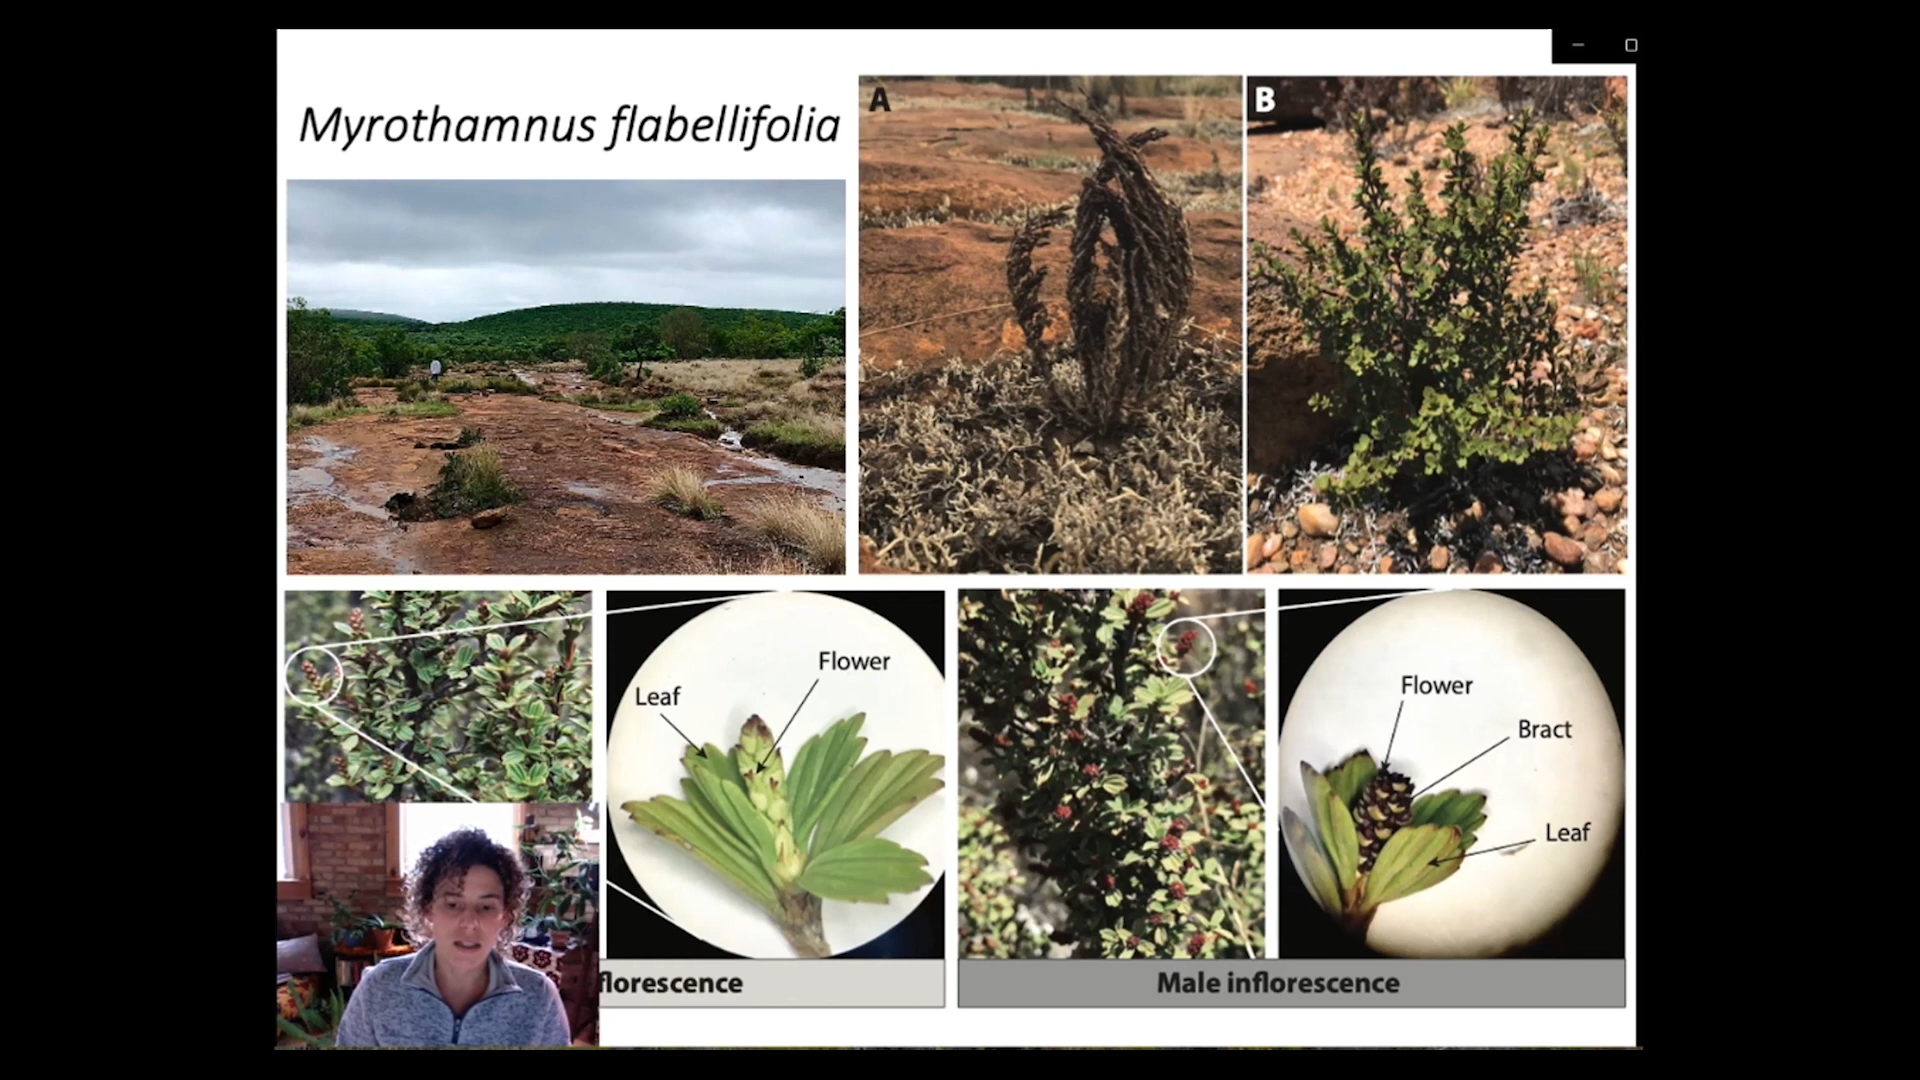 Myrothamnus flabellifolia
A
B
Leaf
Flower
Flower
Bract
Leaf
florescence
Male inflorescence